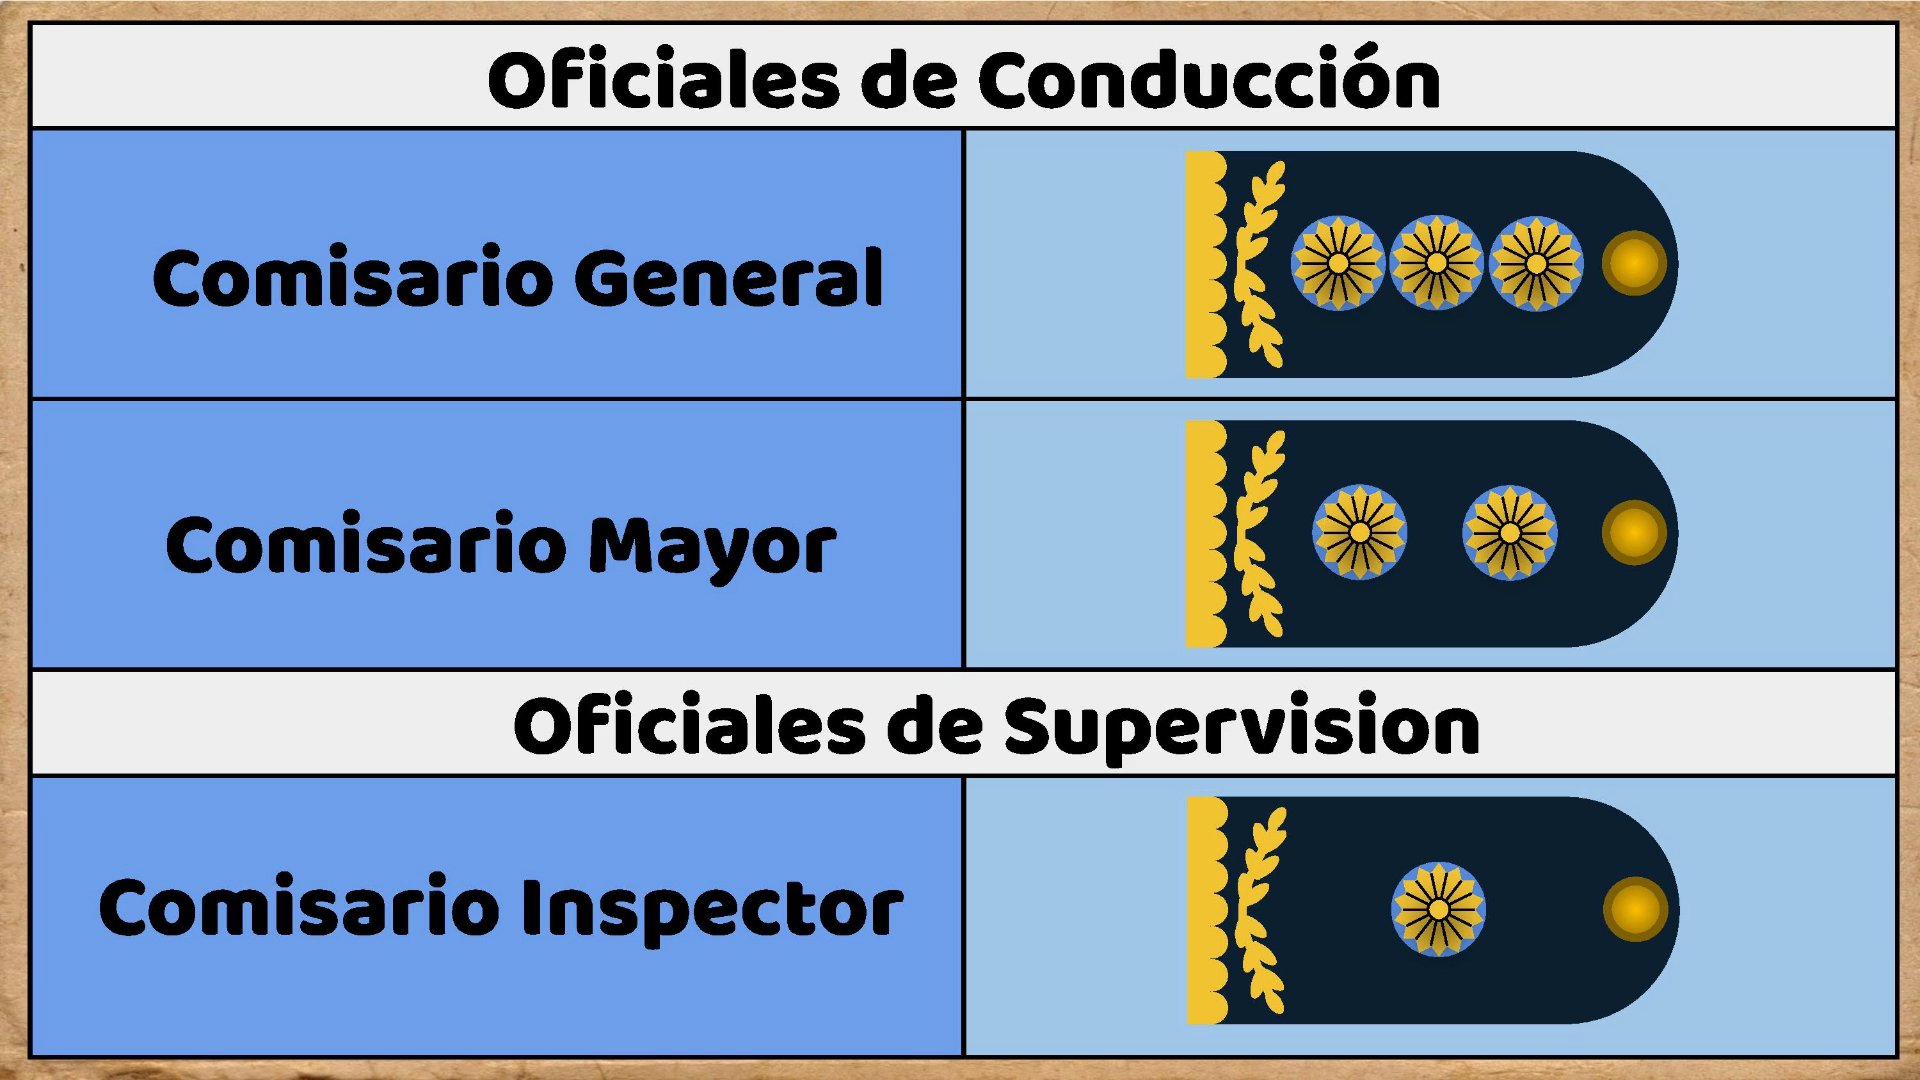 Oficiales de Conducción
Comisario General
Comisario Mayor
Oficiales de Supervision
Comisario Inspector